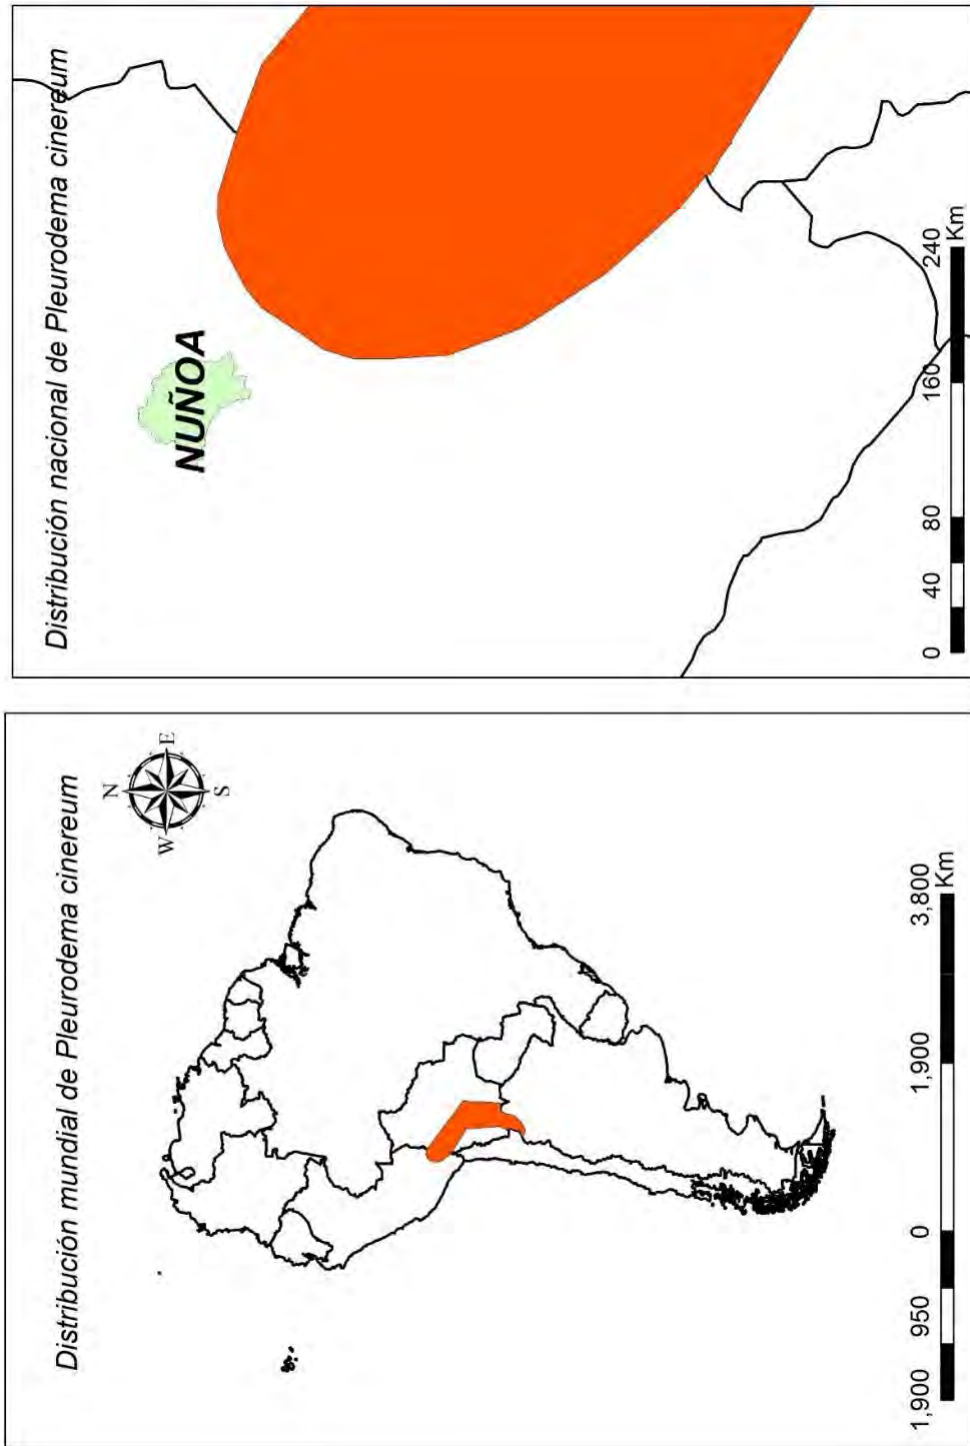 Distribución mundial de Pleurodema cinereum
N
W
E
S
1,900 950 0 1,900 3,800
Km
Distribución nacional de Pleurodema cinereum
NUÑOA
0 40 80 160 240
Km